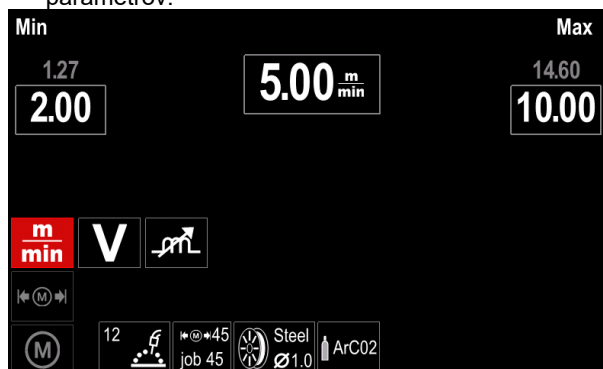 parametrov.
Min Max
1.27 5.00 m/min 14.60
2.00 10.00
m/min V
M
M 12 M 45 Steel ArC02
job 45 Ø1.0